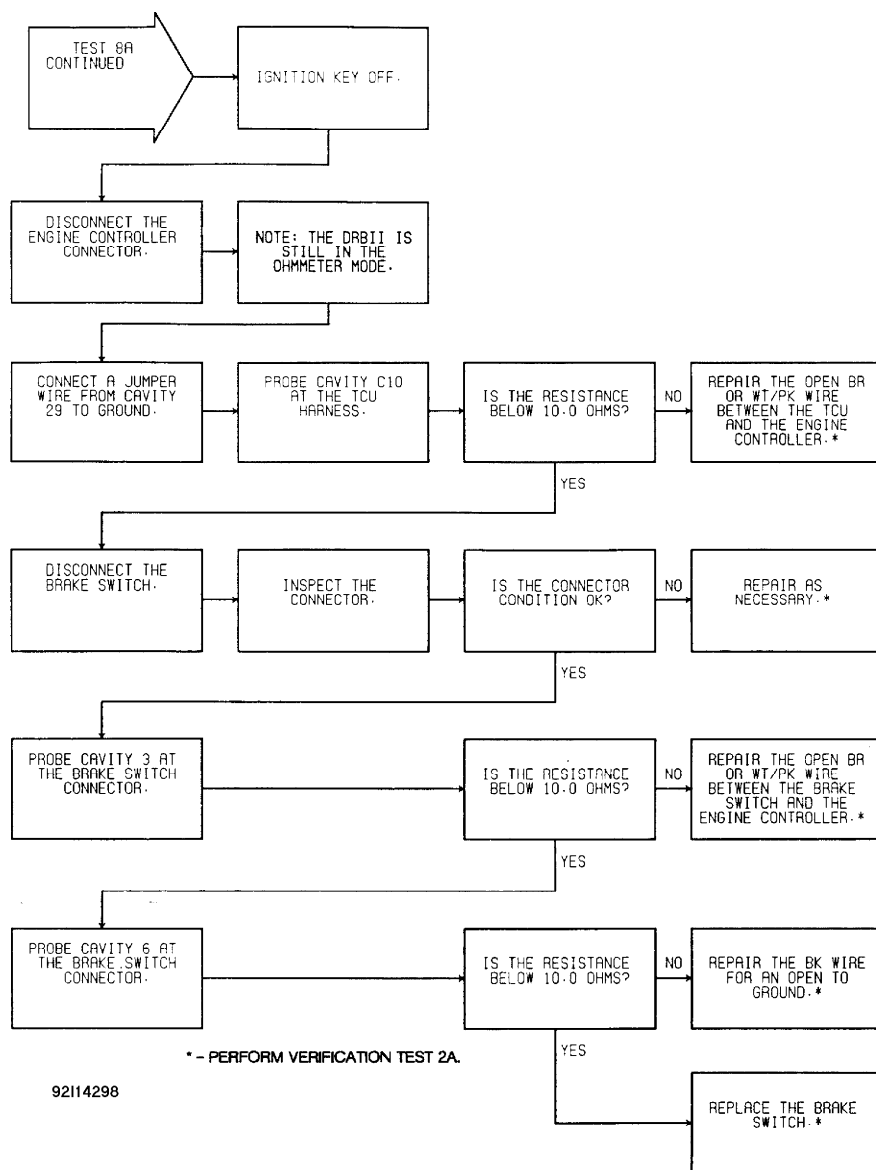 TEST 8A
CONTINUED
IGNITION KEY OFF.
DISCONNECT THE
ENGINE CONTROLLER
CONNECTOR.
NOTE: THE DRBII IS
STILL IN THE
OHMMETER MODE.
CONNECT A JUMPER
WIRE FROM CAVITY
29 TO GROUND.
PROBE CAVITY C10
AT THE TCU
HARNESS.
IS THE RESISTANCE
BELOW 10.0 OHMS?
NO
REPAIR THE OPEN BR
OR WT/PK WIRE
BETWEEN THE TCU
AND THE ENGINE
CONTROLLER.*
YES
DISCONNECT THE
BRAKE SWITCH.
INSPECT THE
CONNECTOR.
IS THE CONNECTOR
CONDITION OK?
NO
REPAIR AS
NECESSARY.*
YES
PROBE CAVITY 3 AT
THE BRAKE SWITCH
CONNECTOR.
IS THE RESISTANCE
BELOW 10.0 OHMS?
NO
REPAIR THE OPEN BR
OR WT/PK WIRE
BETWEEN THE BRAKE
SWITCH AND THE
ENGINE CONTROLLER.*
YES
PROBE CAVITY 6 AT
THE BRAKE SWITCH
CONNECTOR.
IS THE RESISTANCE
BELOW 10.0 OHMS?
NO
REPAIR THE BK WIRE
FOR AN OPEN TO
GROUND.*
YES
* - PERFORM VERIFICATION TEST 2A.
92I14298
REPLACE THE BRAKE
SWITCH.*